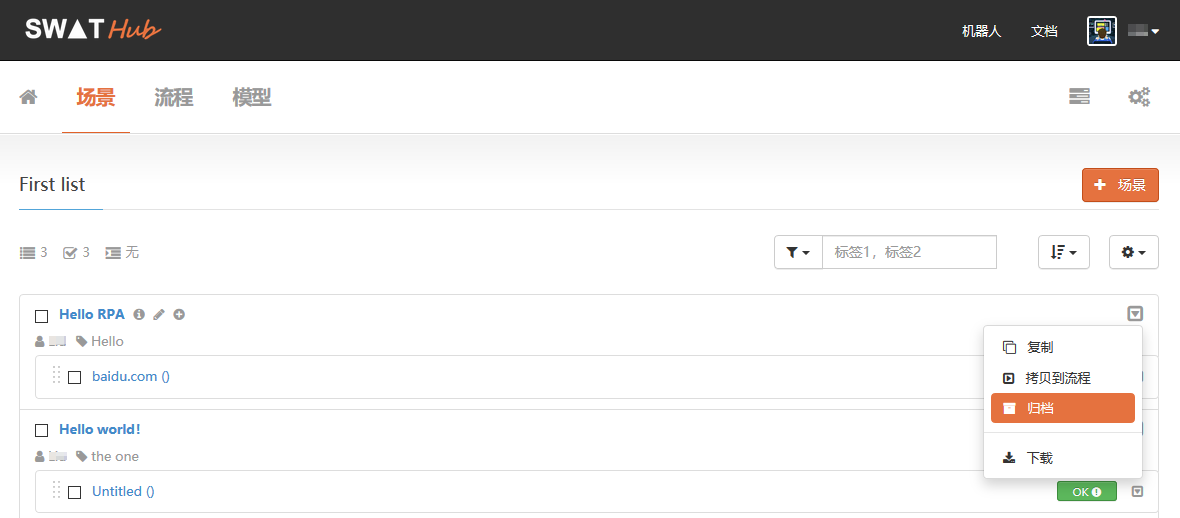 SWAT Hub
机器人 文档
场景 流程 模型
First list
场景
3 3 无
标签1，标签2
Hello RPA
Hello
复制
baidu.com ()
拷贝到流程
归档
Hello world!
the one
下载
Untitled ()
OK